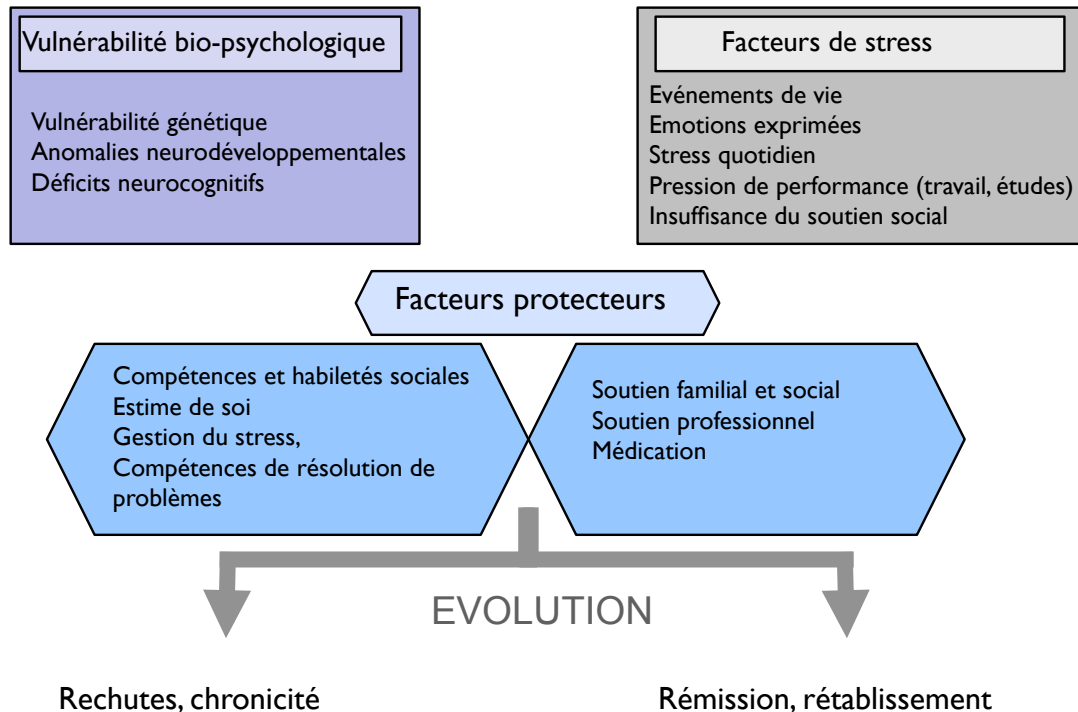 Vulnérabilité bio-psychologique
Vulnérabilité génétique
Anomalies neurodéveloppementales
Déficits neurocognitifs
Facteurs de stress
Evénements de vie
Emotions exprimées
Stress quotidien
Pression de performance (travail, études)
Insuffisance du soutien social
Facteurs protecteurs
Compétences et habiletés sociales
Estime de soi
Gestion du stress,
Compétences de résolution de
problèmes
Soutien familial et social
Soutien professionnel
Médication
EVOLUTION
Rechutes, chronicité
Rémission, rétablissement